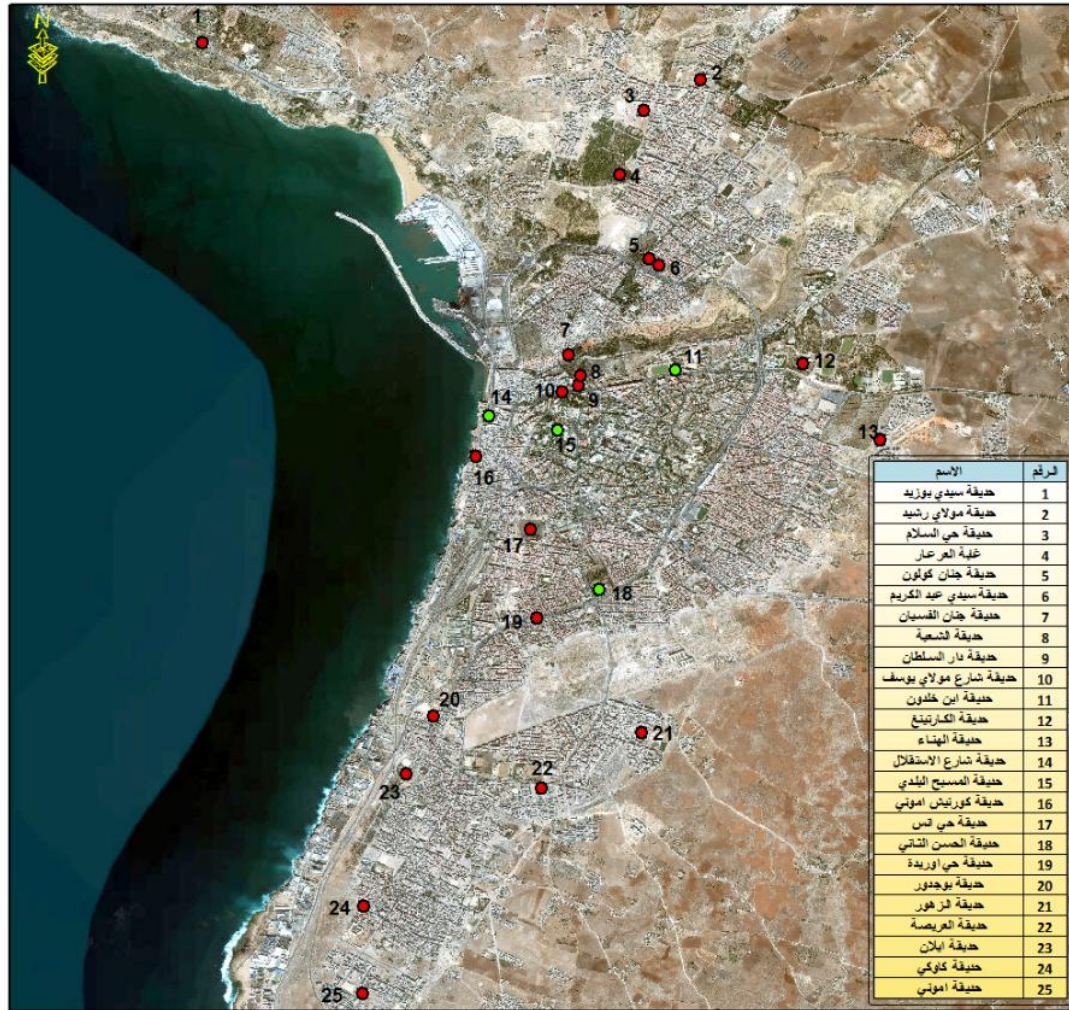 N
1
2
3
4
5
6
7
8
9
10
11
12
13
14
15
16
17
18
19
20
21
22
23
24
25
الرقم الاسم
1 حديقة سيدي بوزيد
2 حديقة مولاي رشيد
3 حديقة حي السلام
4 غابة العرعار
5 حديقة جنان كولون
6 حديقة سيدي عبد الكريم
7 حديقة جنان القسيان
8 حديقة الشعبة
9 حديقة دار السلطان
10 حديقة شارع مولاي يوسف
11 حديقة ابن خلدون
12 حديقة الكارتينغ
13 حديقة الهناء
14 حديقة شارع الاستقلال
15 حديقة المسبح البلدي
16 حديقة كورنيش اموني
17 حديقة حي انس
18 حديقة الحسن الثاني
19 حديقة حي اوريدة
20 حديقة بوجدور
21 حديقة الزهور
22 حديقة العريصة
23 حديقة ايلان
24 حديقة كاوكي
25 حديقة اموني